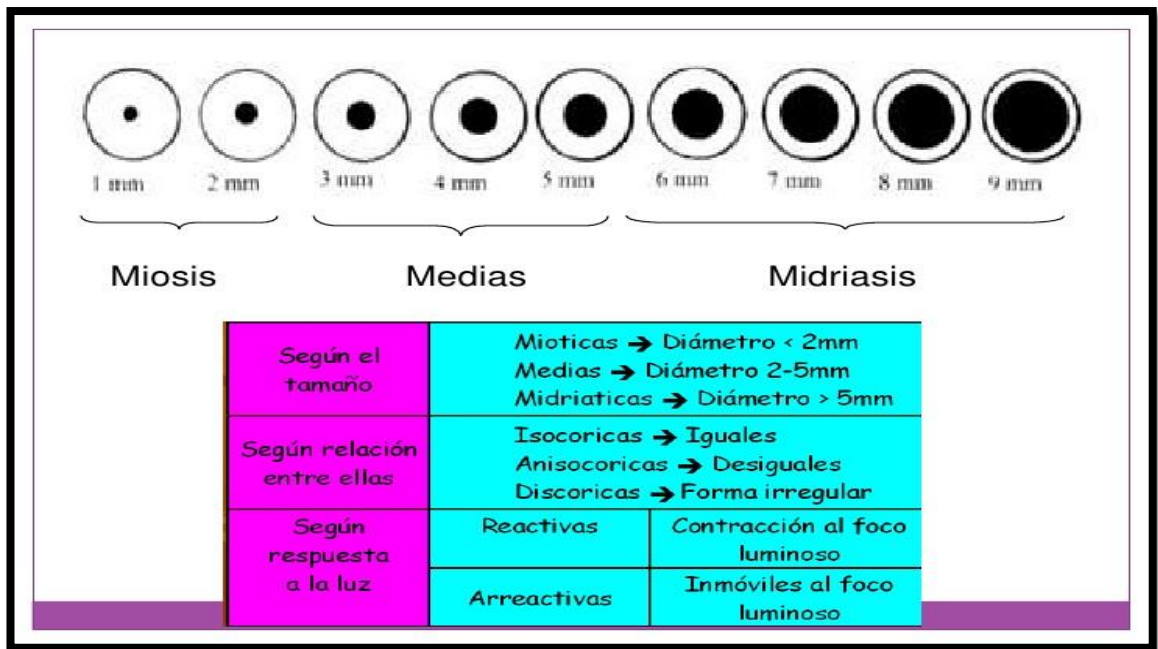 1 mm 2 mm 3 mm 4 mm 5 mm 6 mm 7 mm 8 mm 9 mm
Miosis Medias Midriasis
Según el
tamaño
Mioticas → Diámetro < 2mm
Medias → Diámetro 2-5mm
Midriaticas → Diámetro > 5mm
Según relación
entre ellas
Isocoricas → Iguales
Anisocoricas → Desiguales
Discoricas → Forma irregular
Según
respuesta
a la luz
Reactivas
Contracción al foco
luminoso
Arreactivas
Inmóviles al foco
luminoso